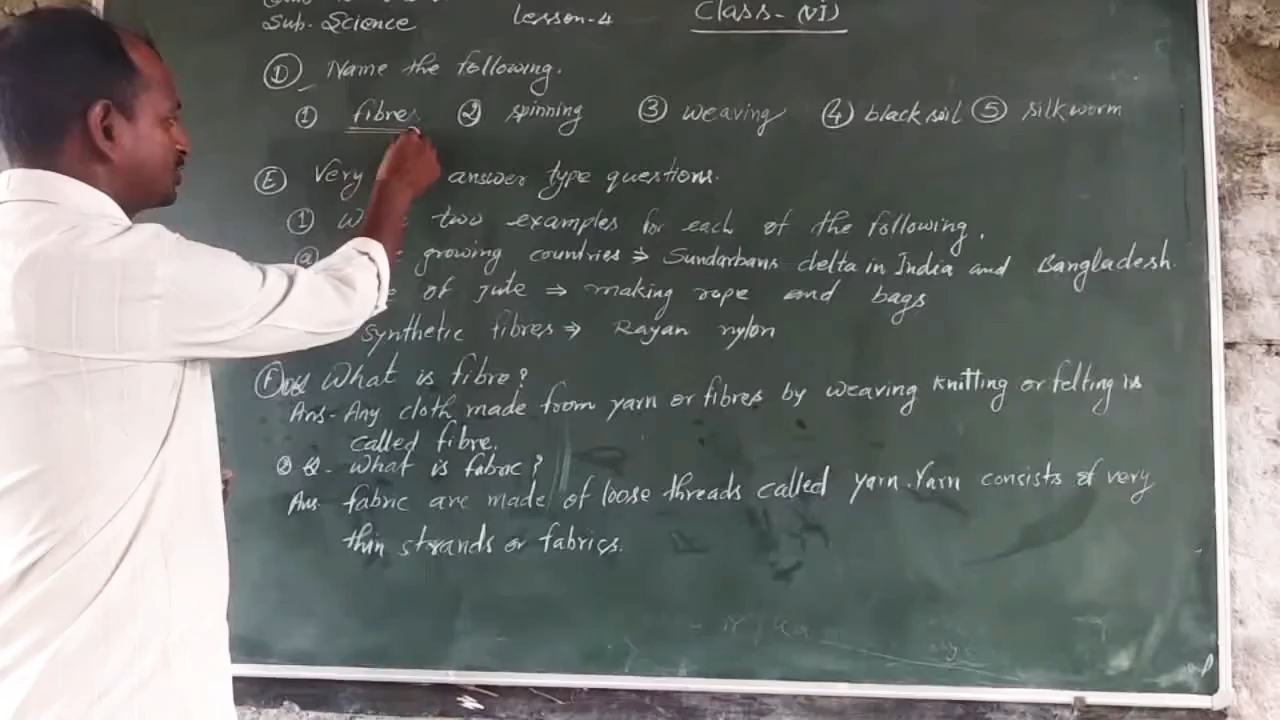 Sub. Science Lesson-4 Class-(VI)
D Name the following.
1 fibres 2 spinning 3 weaving 4 black soil 5 silkworm
E Very answer type questions.
1 two examples for each of the following.
a growing countries ⇒ Sundarbans delta in India and Bangladesh.
of jute ⇒ making rope and bags
synthetic fibres ⇒ Rayan nylon
F What is fibre?
Ans- Any cloth made from yarn or fibres by weaving knitting or felting is
called fibre.
2 Q. What is fabric?
Ans. fabric are made of loose threads called yarn. Yarn consists of very
thin strands or fabrics.